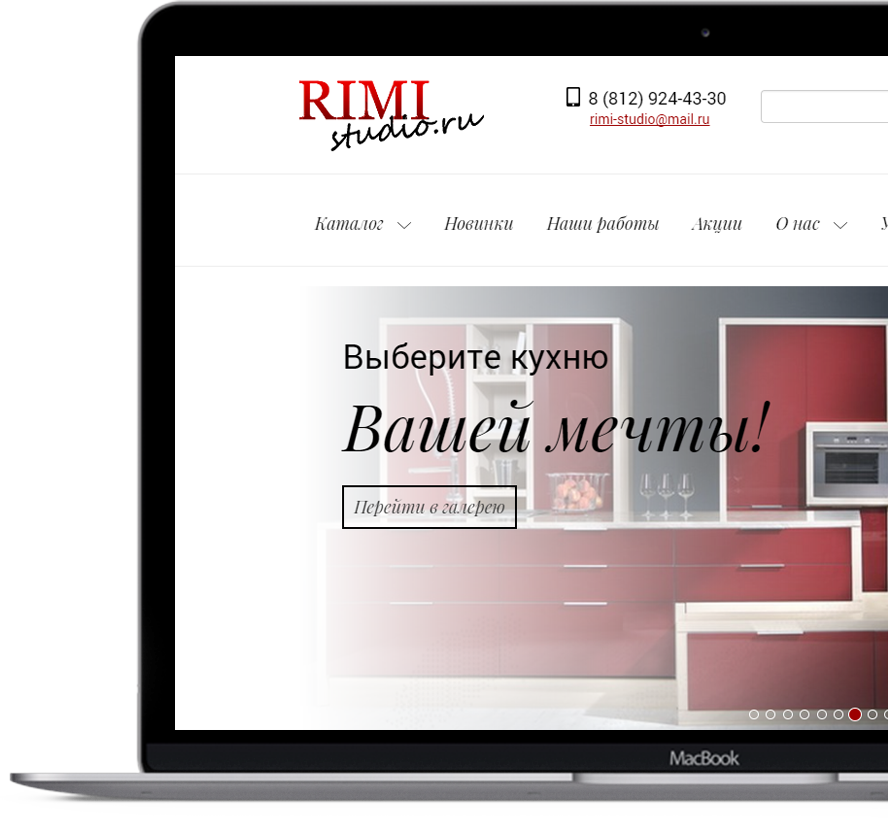 RIMI
studio.ru
8 (812) 924-43-30
rimi-studio@mail.ru
Каталог Новинки Наши работы Акции О нас
Выберите кухню
Вашей мечты!
Перейти в галерею
MacBook